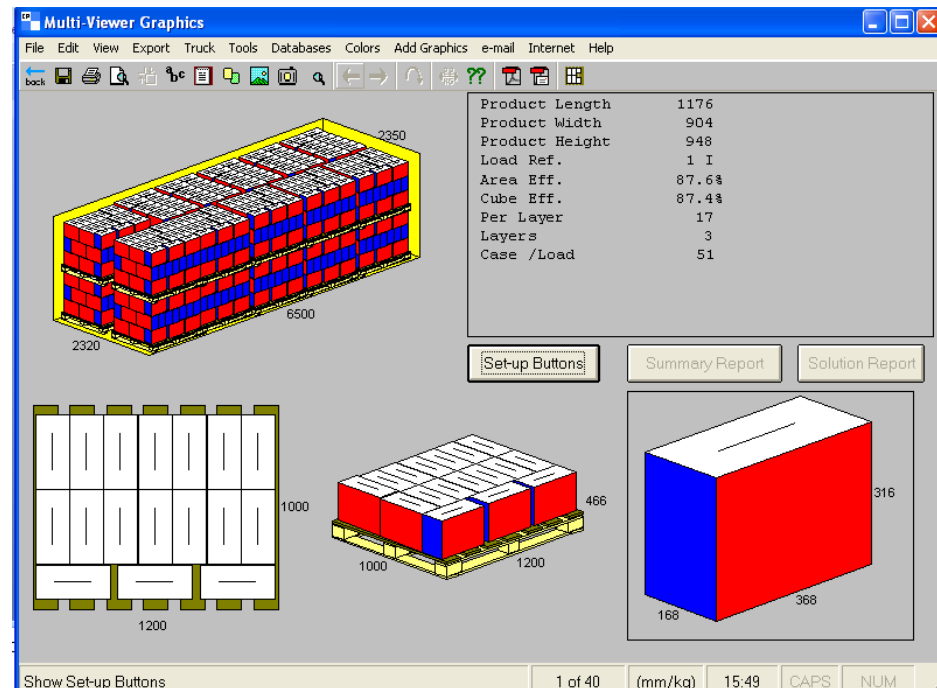 Multi-Viewer Graphics
File Edit View Export Truck Tools Databases Colors Add Graphics e-mail Internet Help
back abc ??
2350
6500
2320
Product Length 1176
Product Width 904
Product Height 948
Load Ref. 1 I
Area Eff. 87.6%
Cube Eff. 87.4%
Per Layer 17
Layers 3
Case /Load 51
Set-up Buttons Summary Report Solution Report
1000
1200
466
1000
1200
316
368
168
Show Set-up Buttons 1 of 40 (mm/kg) 15:49 CAPS NUM